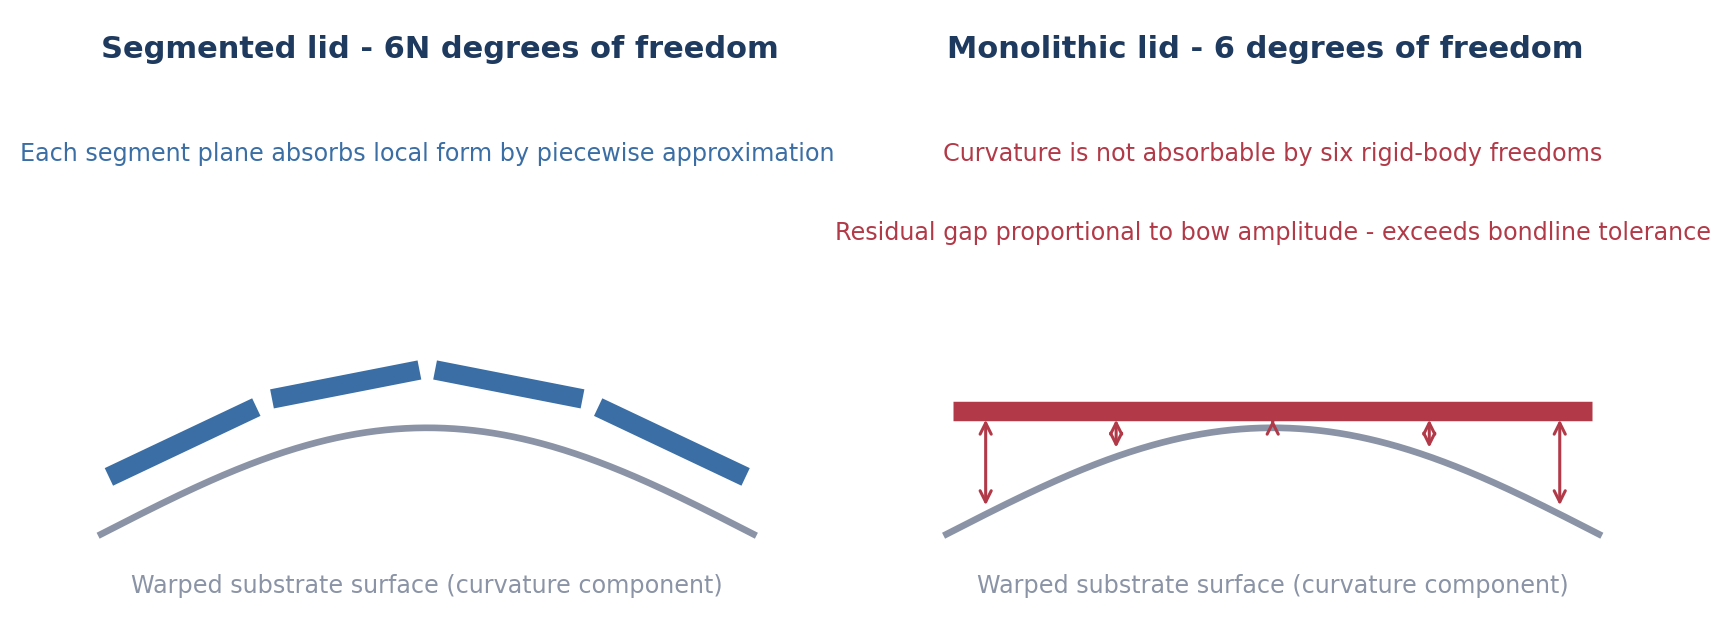 Segmented lid - 6N degrees of freedom
Each segment plane absorbs local form by piecewise approximation
Warped substrate surface (curvature component)
Monolithic lid - 6 degrees of freedom
Curvature is not absorbable by six rigid-body freedoms
Residual gap proportional to bow amplitude - exceeds bondline tolerance
Warped substrate surface (curvature component)